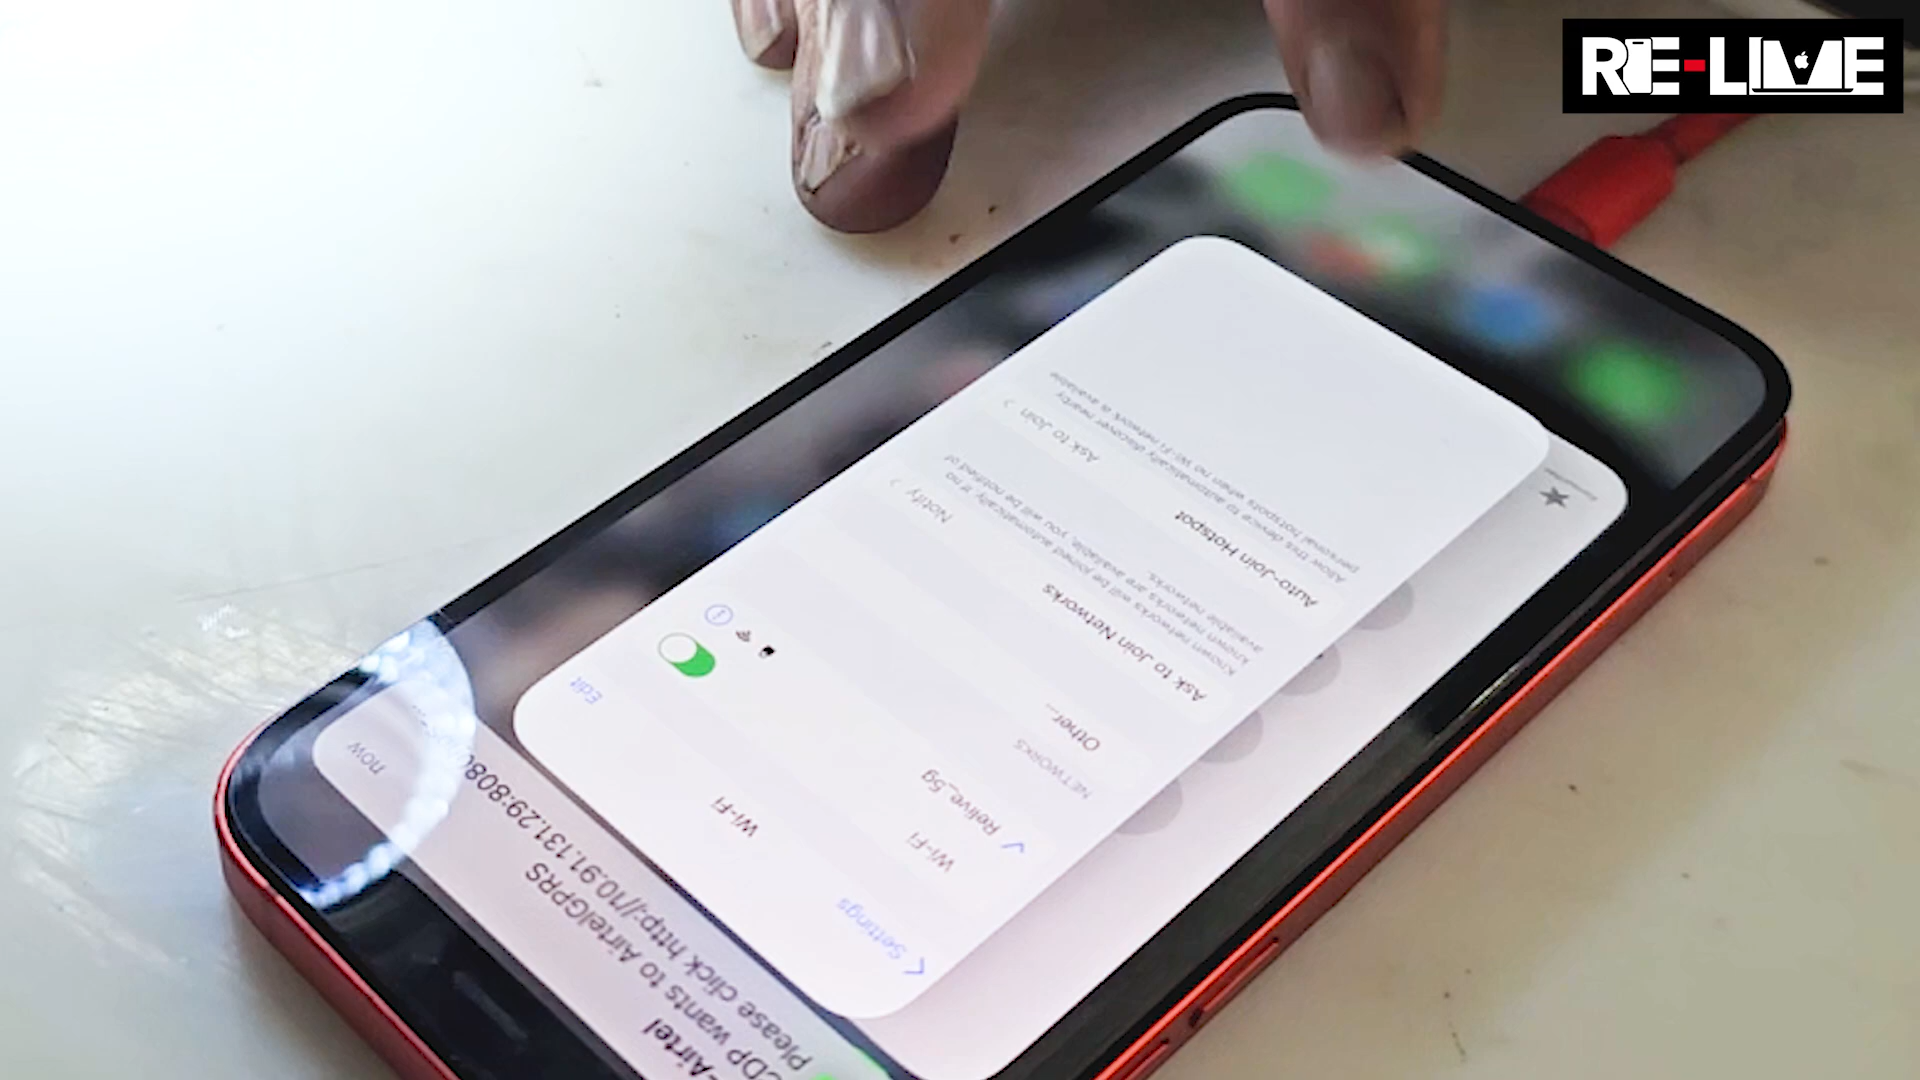 RE-LIVE
now
-Airtel
CDP wants to AirtelGPRS
Please click http://10.91.131.29:808
Settings
Wi-Fi
Edit
Wi-Fi
Relive_5g
NETWORKS
Other...
Ask to Join Networks
Notify
Known networks will be joined automatically. If no
known networks are available, you will be notified of
available networks.
Auto-Join Hotspot
Ask to Join
Allow this device to automatically discover nearby
personal hotspots when no Wi-Fi network is available.